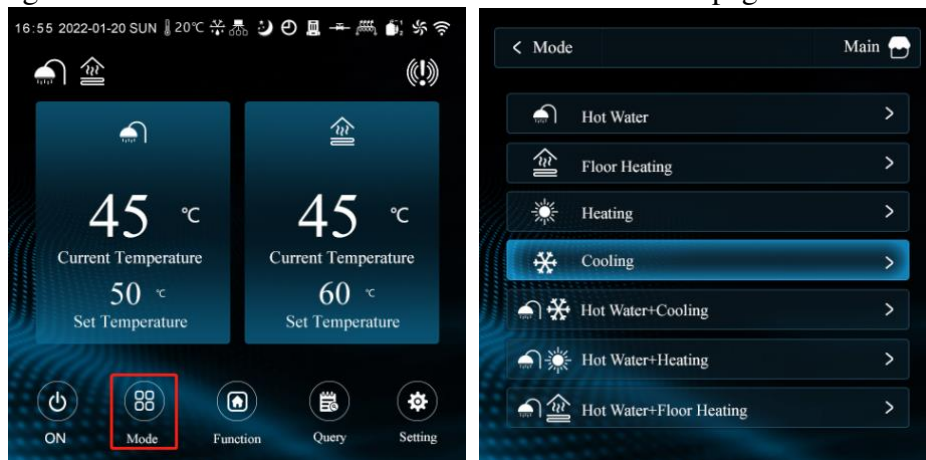 16:55 2022-01-20 SUN 20℃
45 ℃
Current Temperature
50 ℃
Set Temperature
45 ℃
Current Temperature
60 ℃
Set Temperature
ON
Mode
Function
Query
Setting
< Mode
Main
Hot Water >
Floor Heating >
Heating >
Cooling >
Hot Water+Cooling >
Hot Water+Heating >
Hot Water+Floor Heating >